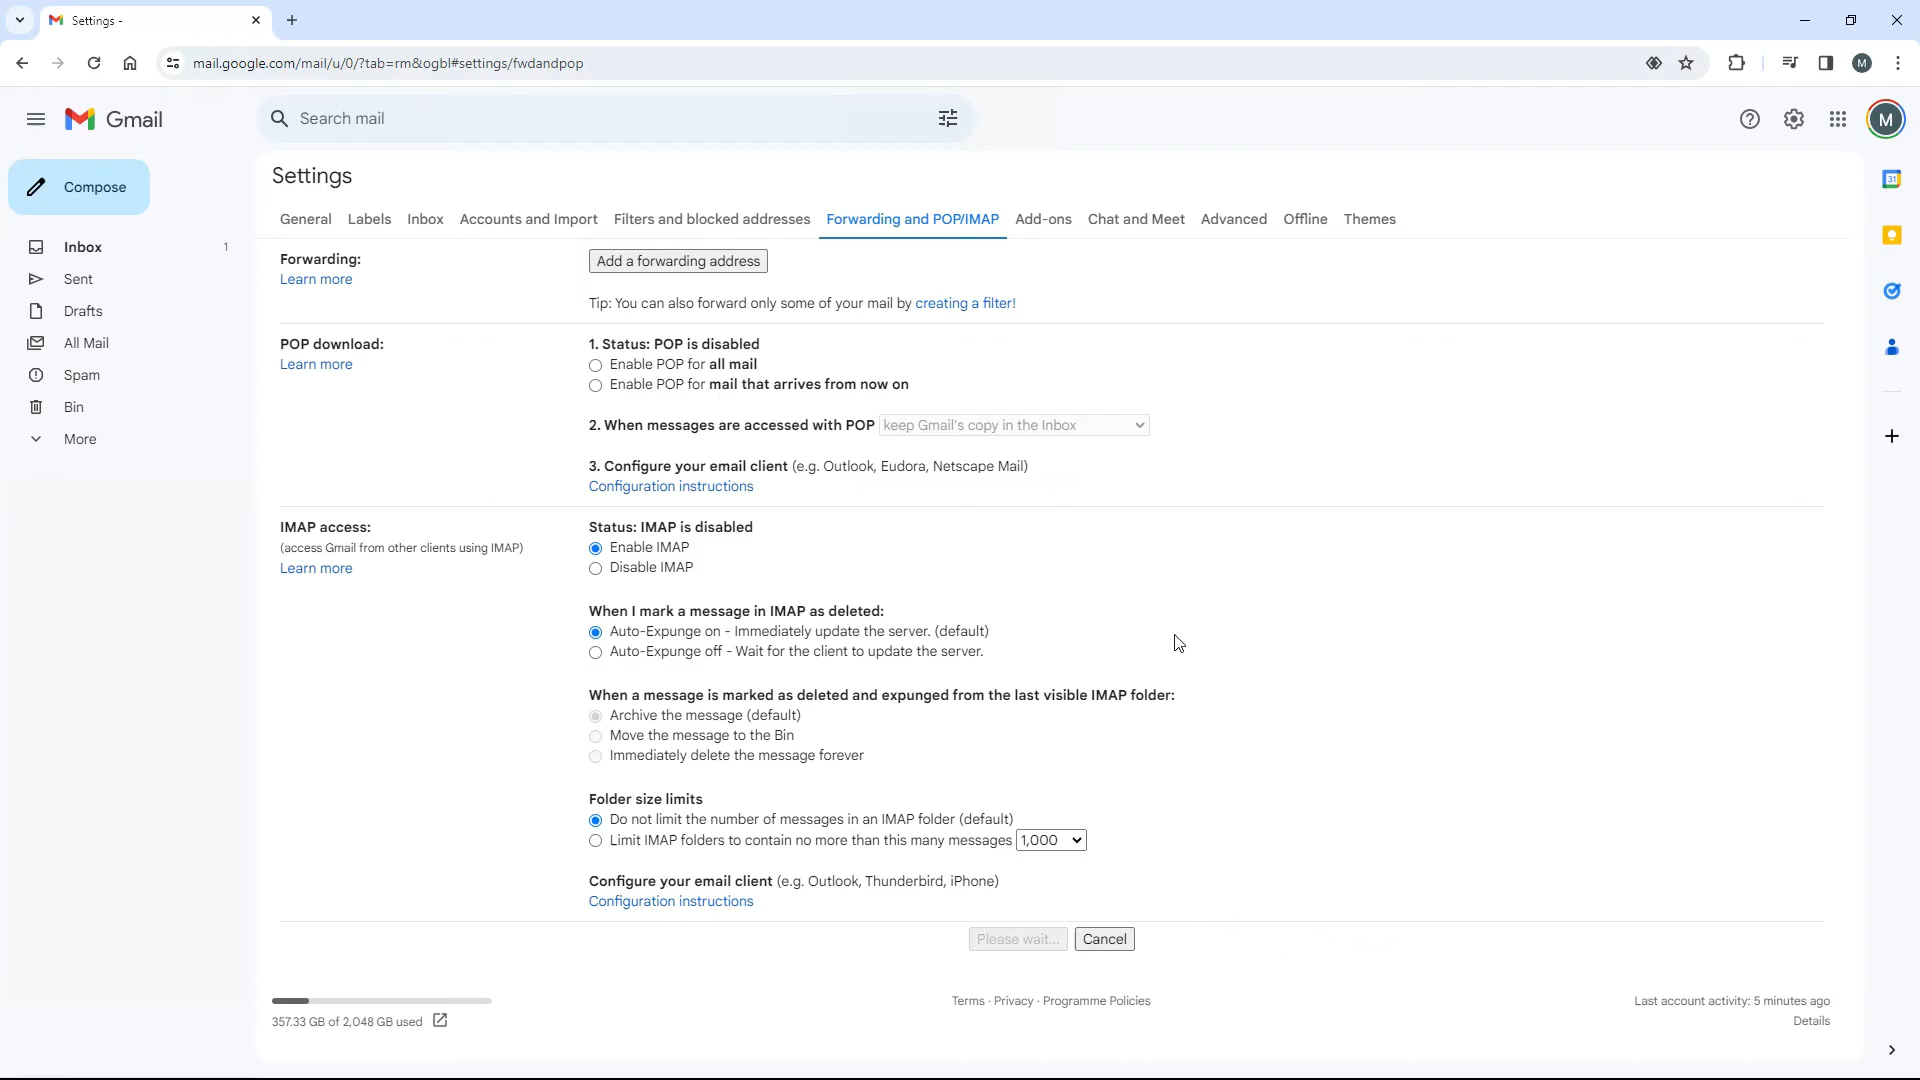 Settings -
mail.google.com/mail/u/0/?tab=rm&ogbl#settings/fwdandpop
M
Gmail
Search mail
M
Compose
Inbox 1
Sent
Drafts
All Mail
Spam
Bin
More
Settings
General Labels Inbox Accounts and Import Filters and blocked addresses Forwarding and POP/IMAP Add-ons Chat and Meet Advanced Offline Themes
Forwarding:
Learn more
Add a forwarding address
Tip: You can also forward only some of your mail by creating a filter!
POP download:
Learn more
1. Status: POP is disabled
Enable POP for all mail
Enable POP for mail that arrives from now on
2. When messages are accessed with POP keep Gmail's copy in the Inbox
3. Configure your email client (e.g. Outlook, Eudora, Netscape Mail)
Configuration instructions
IMAP access:
(access Gmail from other clients using IMAP)
Learn more
Status: IMAP is disabled
Enable IMAP
Disable IMAP
When I mark a message in IMAP as deleted:
Auto-Expunge on - Immediately update the server. (default)
Auto-Expunge off - Wait for the client to update the server.
When a message is marked as deleted and expunged from the last visible IMAP folder:
Archive the message (default)
Move the message to the Bin
Immediately delete the message forever
Folder size limits
Do not limit the number of messages in an IMAP folder (default)
Limit IMAP folders to contain no more than this many messages 1,000
Configure your email client (e.g. Outlook, Thunderbird, iPhone)
Configuration instructions
Please wait... Cancel
357.33 GB of 2,048 GB used
Terms · Privacy · Programme Policies
Last account activity: 5 minutes ago
Details
31